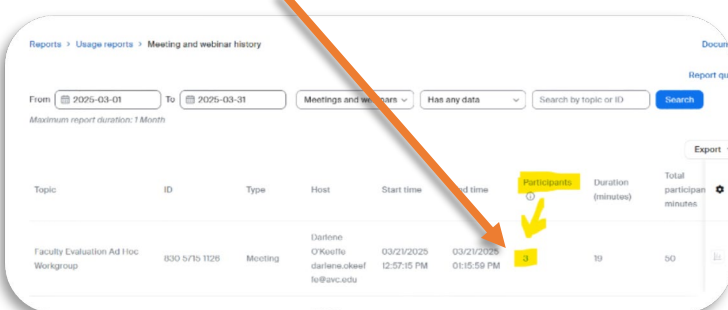 Reports > Usage reports > Meeting and webinar history
Docum
Report qu
From 2025-03-01 To 2025-03-31 Meetings and webinars Has any data Search by topic or ID Search
Maximum report duration: 1 Month
Export
Topic ID Type Host Start time End time Participants Duration (minutes) Total participan minutes
Faculty Evaluation Ad Hoc Workgroup 830 5715 1126 Meeting Darlene O'Keeffe darlene.okeeffe@avc.edu 03/21/2025 12:57:15 PM 03/21/2025 01:15:59 PM 3 19 50